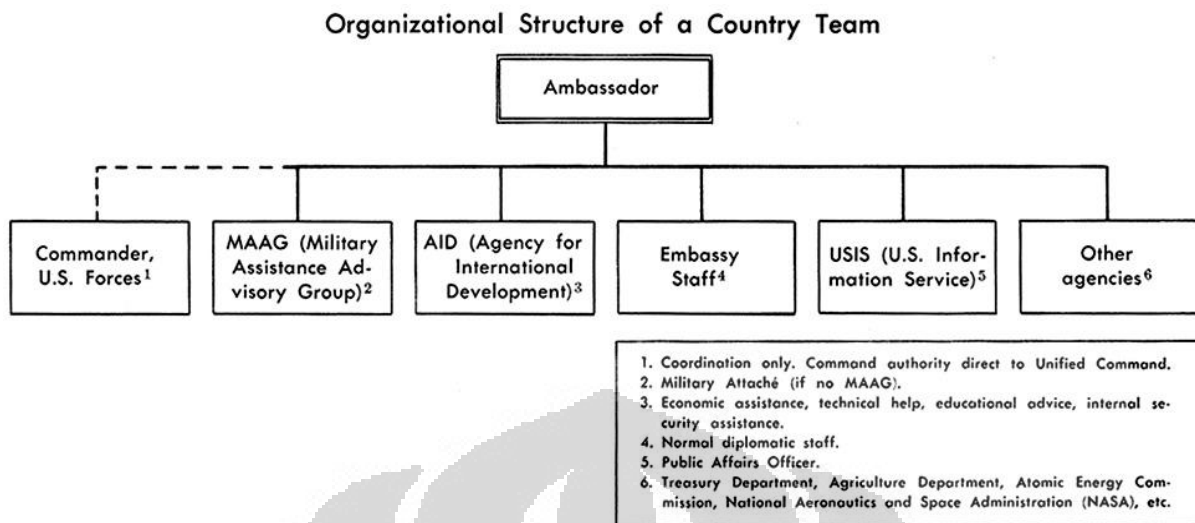 Organizational Structure of a Country Team
Ambassador
Commander,
U.S. Forces¹
MAAG (Military
Assistance Ad-
visory Group)²
AID (Agency for
International
Development)³
Embassy
Staff⁴
USIS (U.S. Infor-
mation Service)⁵
Other
agencies⁶
1. Coordination only. Command authority direct to Unified Command.
2. Military Attaché (if no MAAG).
3. Economic assistance, technical help, educational advice, internal se-
curity assistance.
4. Normal diplomatic staff.
5. Public Affairs Officer.
6. Treasury Department, Agriculture Department, Atomic Energy Com-
mission, National Aeronautics and Space Administration (NASA), etc.